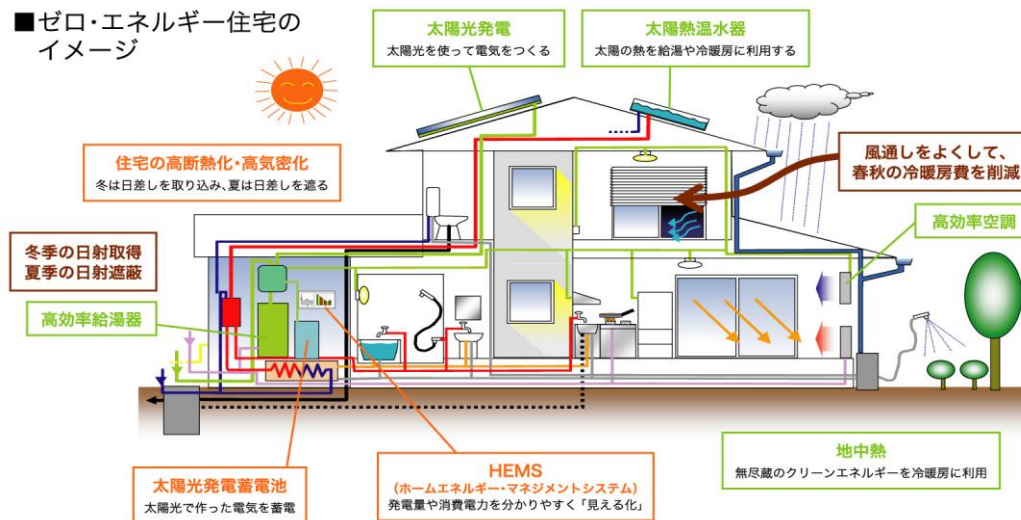 ■ゼロ・エネルギー住宅の
イメージ
太陽光発電
太陽光を使って電気をつくる
太陽熱温水器
太陽の熱を給湯や冷暖房に利用する
住宅の高断熱化・高気密化
冬は日差しを取り込み、夏は日差しを遮る
風通しをよくして、
春秋の冷暖房費を削減
冬季の日射取得
夏季の日射遮蔽
高効率空調
高効率給湯器
太陽光発電蓄電池
太陽光で作った電気を蓄電
HEMS
(ホームエネルギー・マネジメントシステム)
発電量や消費電力を分かりやすく「見える化」
地中熱
無尽蔵のクリーンエネルギーを冷暖房に利用